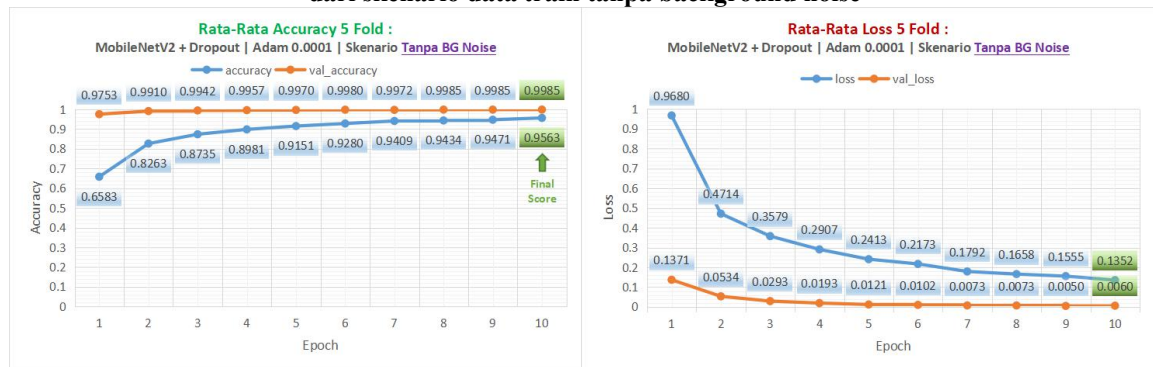 dari skenario data train tanpa background noise
Rata-Rata Accuracy 5 Fold :
MobileNetV2 + Dropout | Adam 0.0001 | Skenario Tanpa BG Noise
accuracy val_accuracy
0.9753 0.9910 0.9942 0.9957 0.9970 0.9980 0.9972 0.9985 0.9985 0.9985
1
0.9
0.8
0.7
0.6
0.5
0.4
0.3
0.2
0.1
0
0.6583 0.8263 0.8735 0.8981 0.9151 0.9280 0.9409 0.9434 0.9471 0.9563
Final
Score
Accuracy
1 2 3 4 5 6 7 8 9 10
Epoch
Rata-Rata Loss 5 Fold :
MobileNetV2 + Dropout | Adam 0.0001 | Skenario Tanpa BG Noise
loss val_loss
0.9680 0.4714 0.3579 0.2907 0.2413 0.2173 0.1792 0.1658 0.1555 0.1352
1
0.9
0.8
0.7
0.6
0.5
0.4
0.3
0.2
0.1
0
0.1371 0.0534 0.0293 0.0193 0.0121 0.0102 0.0073 0.0073 0.0050 0.0060
Loss
1 2 3 4 5 6 7 8 9 10
Epoch